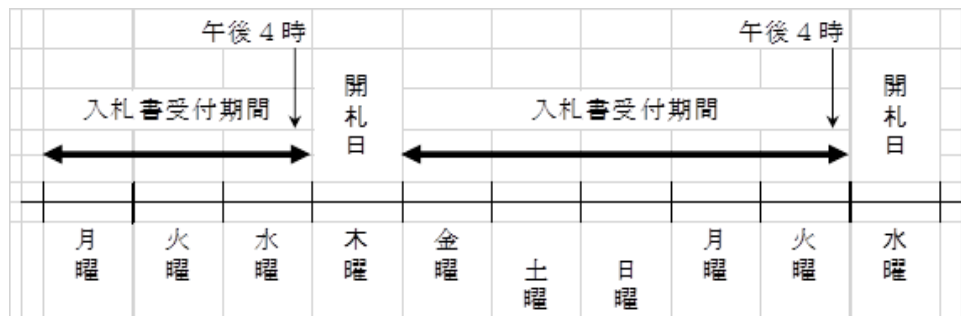 午後4時
午後4時
入札書受付期間
開札日
入札書受付期間
開札日
月曜
火曜
水曜
木曜
金曜
土曜
日曜
月曜
火曜
水曜